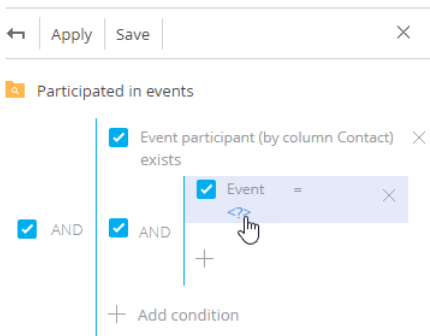 Apply Save
Participated in events
Event participant (by column Contact)
exists
Event =
<?>
AND AND
Add condition